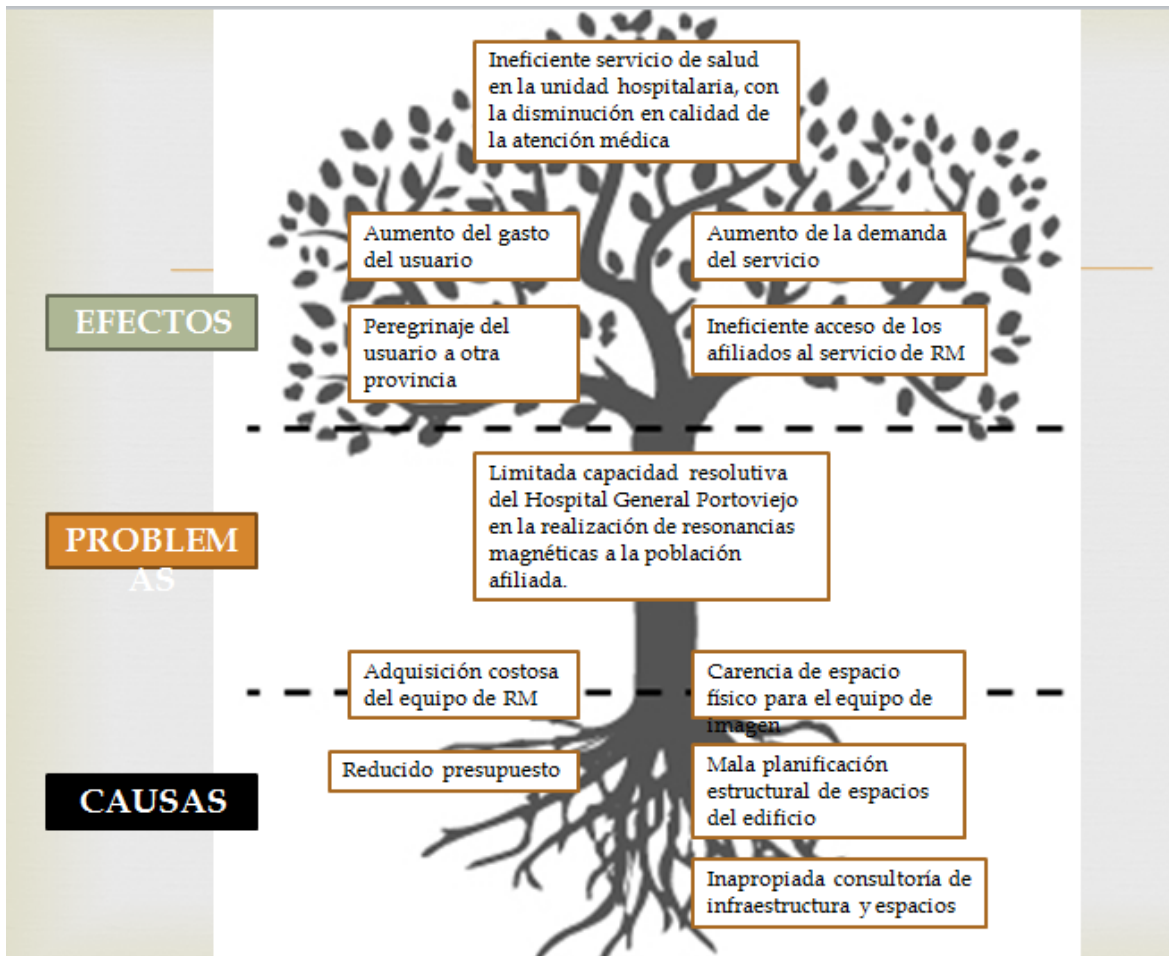 Ineficiente servicio de salud
en la unidad hospitalaria, con
la disminución en calidad de
la atención médica
Aumento del gasto
del usuario
Aumento de la demanda
del servicio
EFECTOS
Peregrinaje del
usuario a otra
provincia
Ineficiente acceso de los
afiliados al servicio de RM
PROBLEM
AS
Limitada capacidad resolutiva
del Hospital General Portoviejo
en la realización de resonancias
magnéticas a la población
afiliada.
Adquisición costosa
del equipo de RM
Carencia de espacio
físico para el equipo de
imagen
CAUSAS
Reducido presupuesto
Mala planificación
estructural de espacios
del edificio
Inapropiada consultoría de
infraestructura y espacios